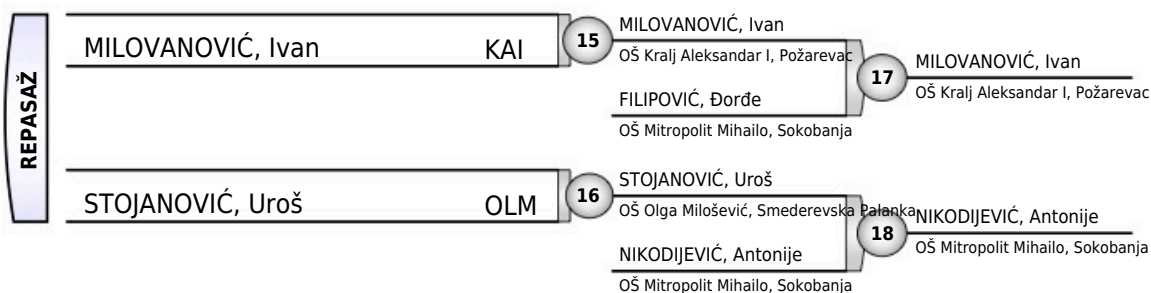 REPASAŽ
MILOVANOVIĆ, Ivan KAI
15
MILOVANOVIĆ, Ivan
OŠ Kralj Aleksandar I, Požarevac
FILIPOVIĆ, Đorđe
OŠ Mitropolit Mihailo, Sokobanja
17
MILOVANOVIĆ, Ivan
OŠ Kralj Aleksandar I, Požarevac
STOJANOVIĆ, Uroš OLM
16
STOJANOVIĆ, Uroš
OŠ Olga Milošević, Smederevska Palanka
NIKODIJEVIĆ, Antonije
OŠ Mitropolit Mihailo, Sokobanja
18
NIKODIJEVIĆ, Antonije
OŠ Mitropolit Mihailo, Sokobanja